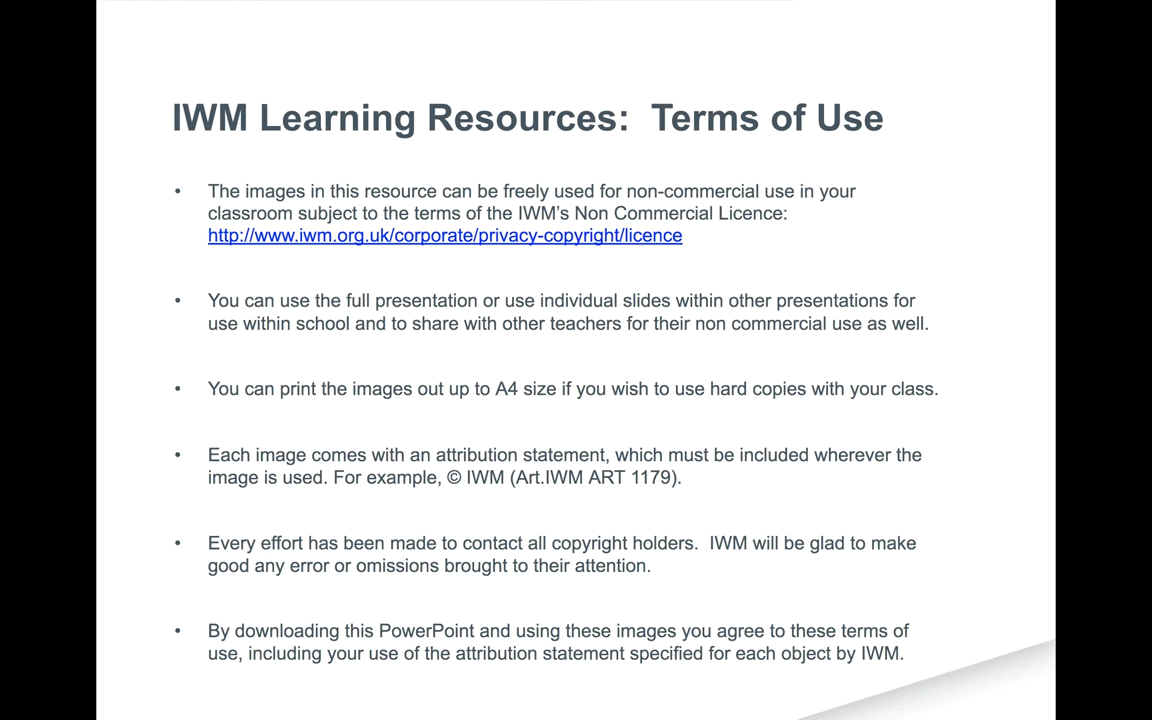 IWM Learning Resources:  Terms of Use
• The images in this resource can be freely used for non-commercial use in your
classroom subject to the terms of the IWM’s Non Commercial Licence:
http://www.iwm.org.uk/corporate/privacy-copyright/licence
• You can use the full presentation or use individual slides within other presentations for
use within school and to share with other teachers for their non commercial use as well.
• You can print the images out up to A4 size if you wish to use hard copies with your class.
• Each image comes with an attribution statement, which must be included wherever the
image is used. For example, © IWM (Art.IWM ART 1179).
• Every effort has been made to contact all copyright holders.  IWM will be glad to make
good any error or omissions brought to their attention.
• By downloading this PowerPoint and using these images you agree to these terms of
use, including your use of the attribution statement specified for each object by IWM.